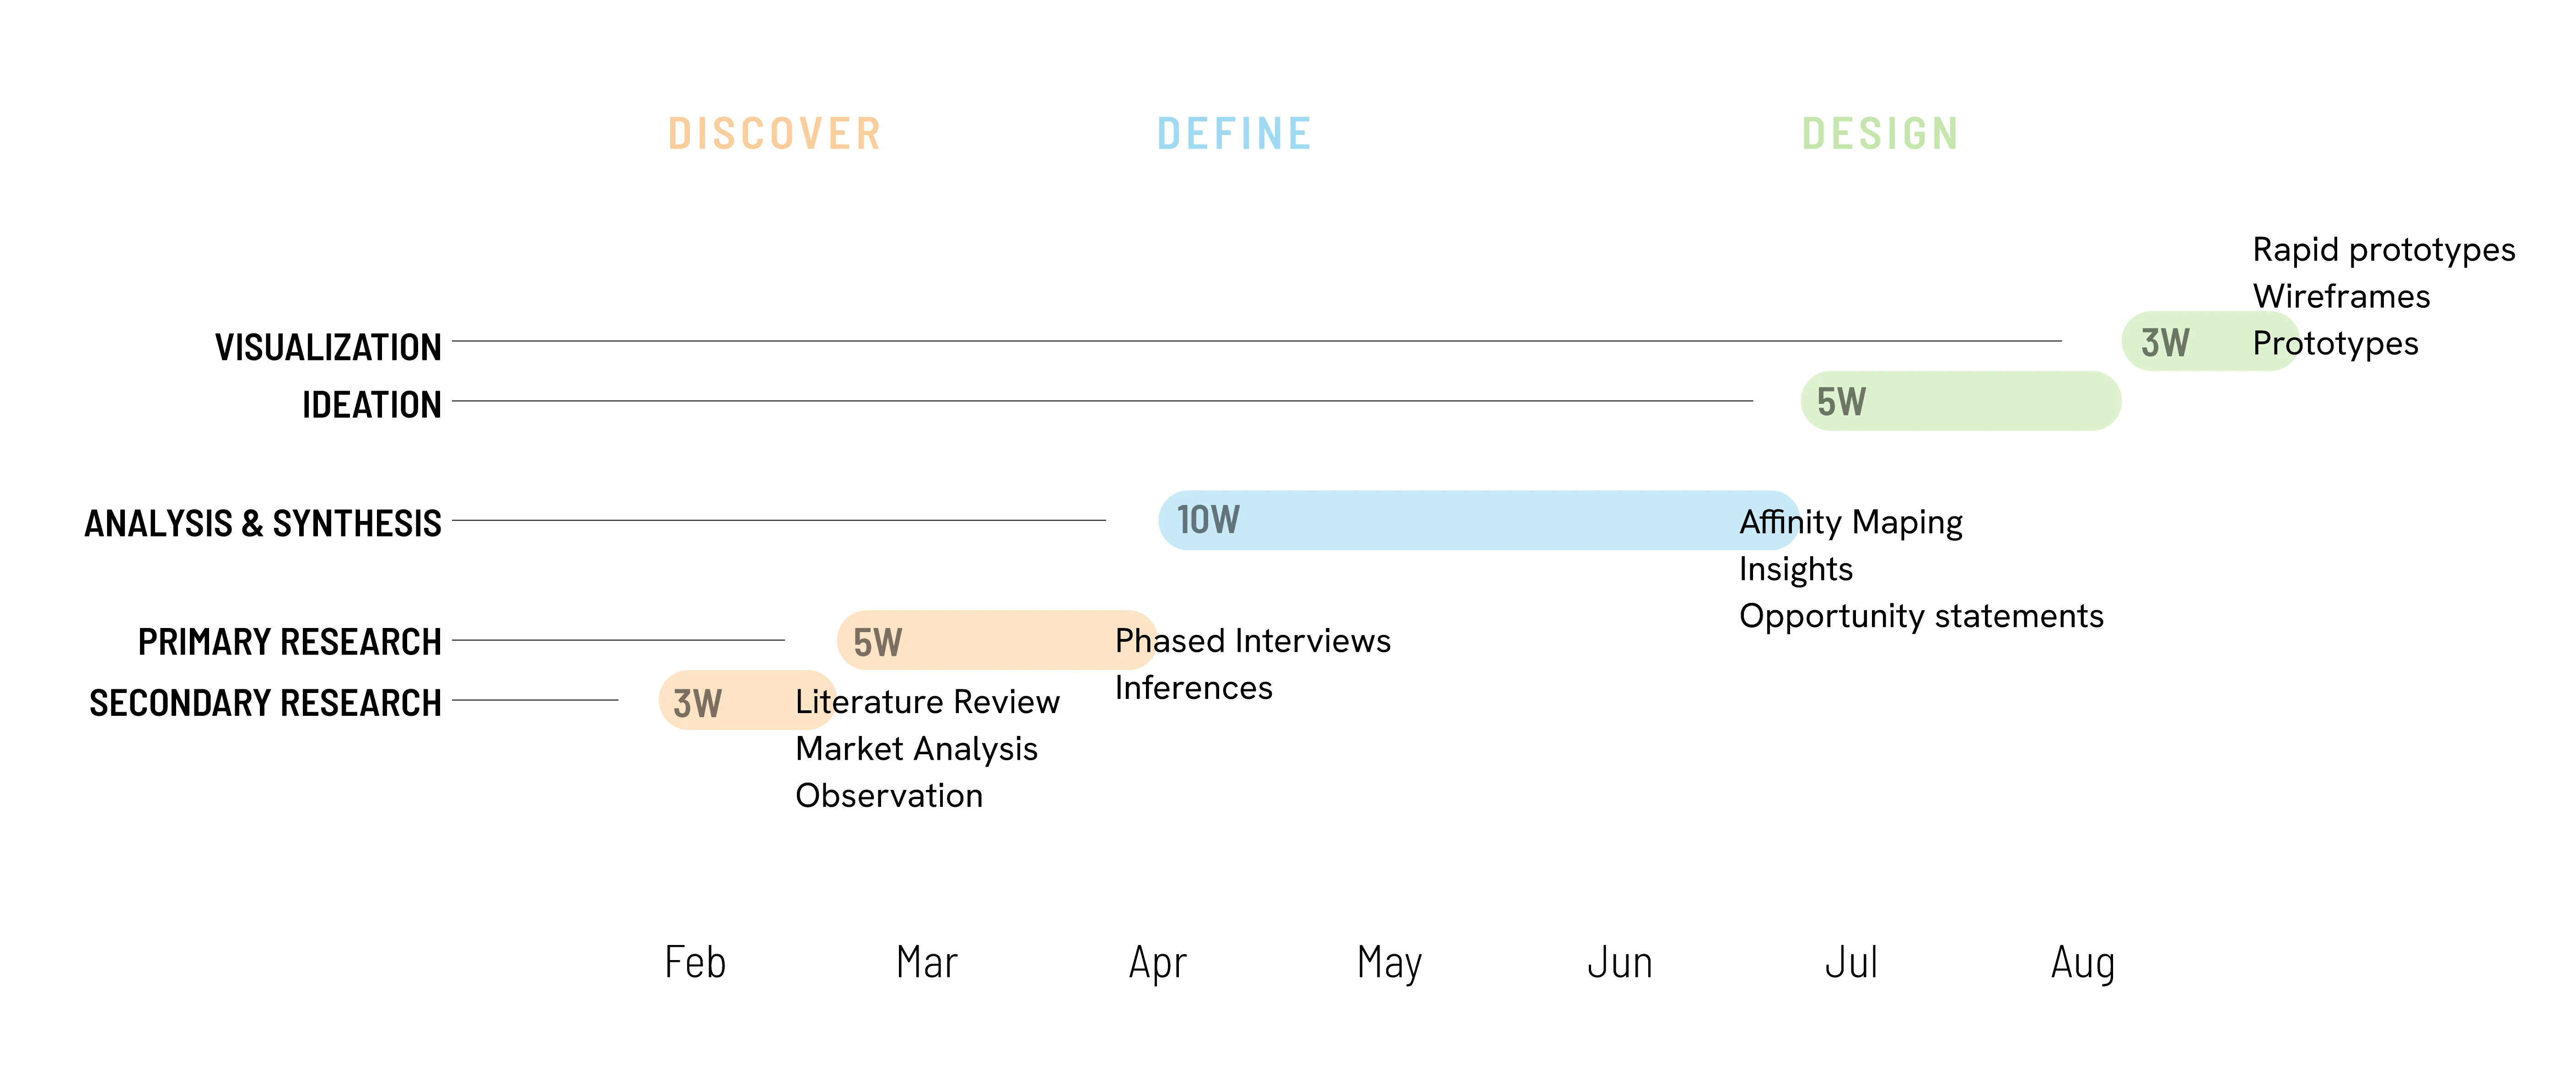 DISCOVER
DEFINE
DESIGN
Rapid prototypes
Wireframes
VISUALIZATION
3W
Prototypes
IDEATION
5W
ANALYSIS & SYNTHESIS
10W
Affinity Maping
Insights
Opportunity statements
PRIMARY RESEARCH
5W
Phased Interviews
Inferences
SECONDARY RESEARCH
3W
Literature Review
Market Analysis
Observation
Feb
Mar
Apr
May
Jun
Jul
Aug